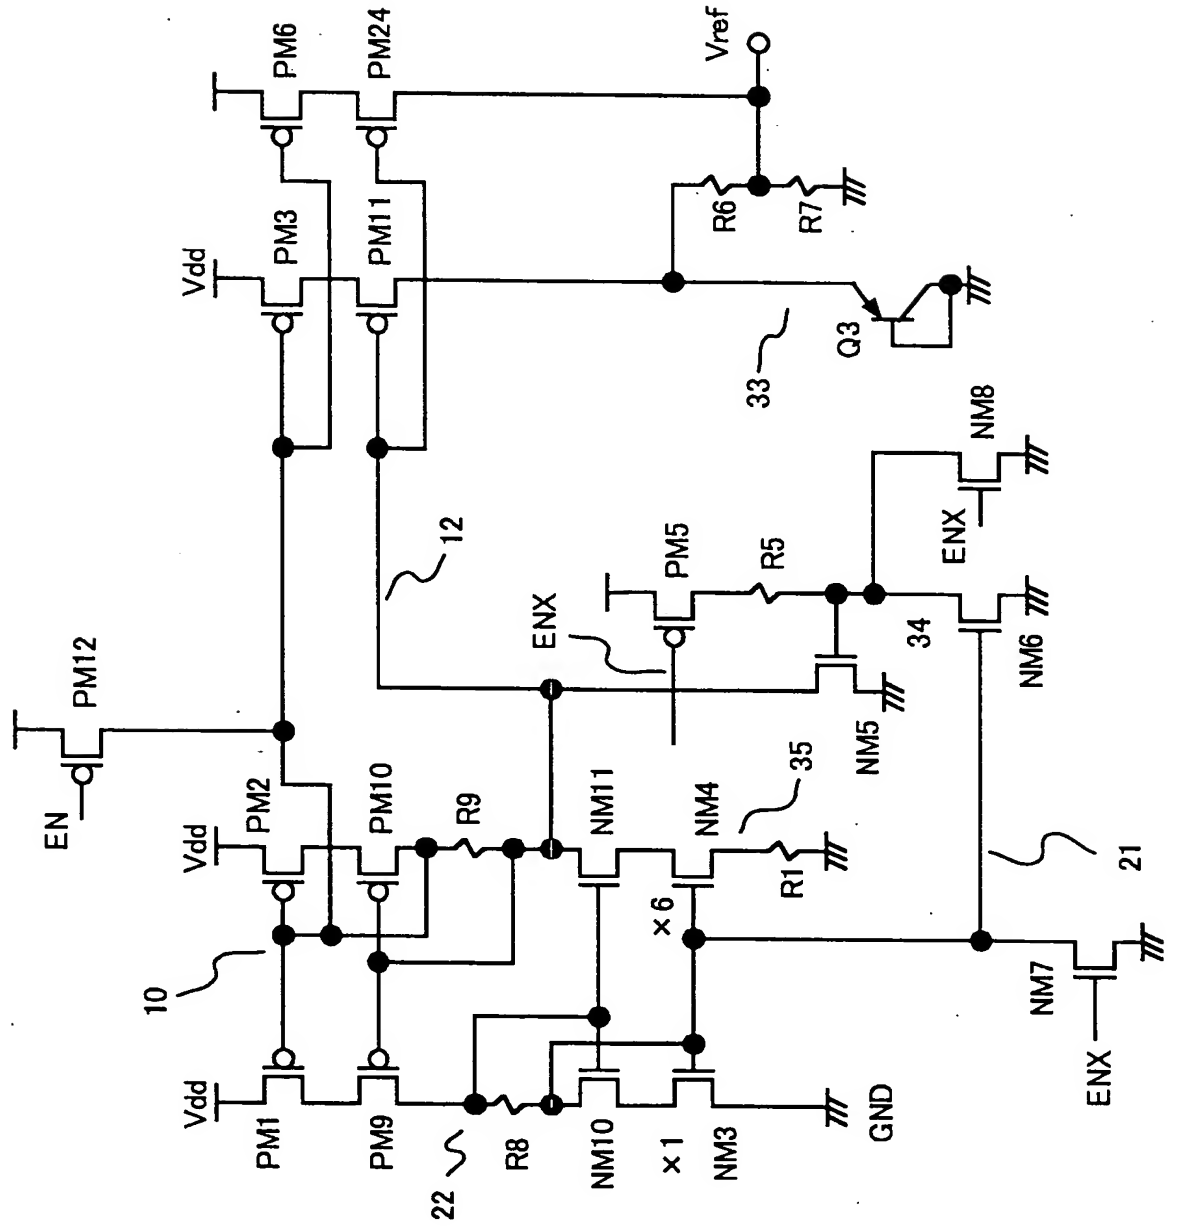 PM6
PM24
Vref
Vdd
PM3
PM11
R6
R7
33
Q3
12
PM12
EN
ENX
PM5
R5
34
NM6
ENX
NM8
NM5
Vdd
PM2
PM10
R9
NM11
NM4
35
×6
R1
21
10
Vdd
PM1
PM9
22
R8
NM10
×1
NM3
GND
ENX
NM7